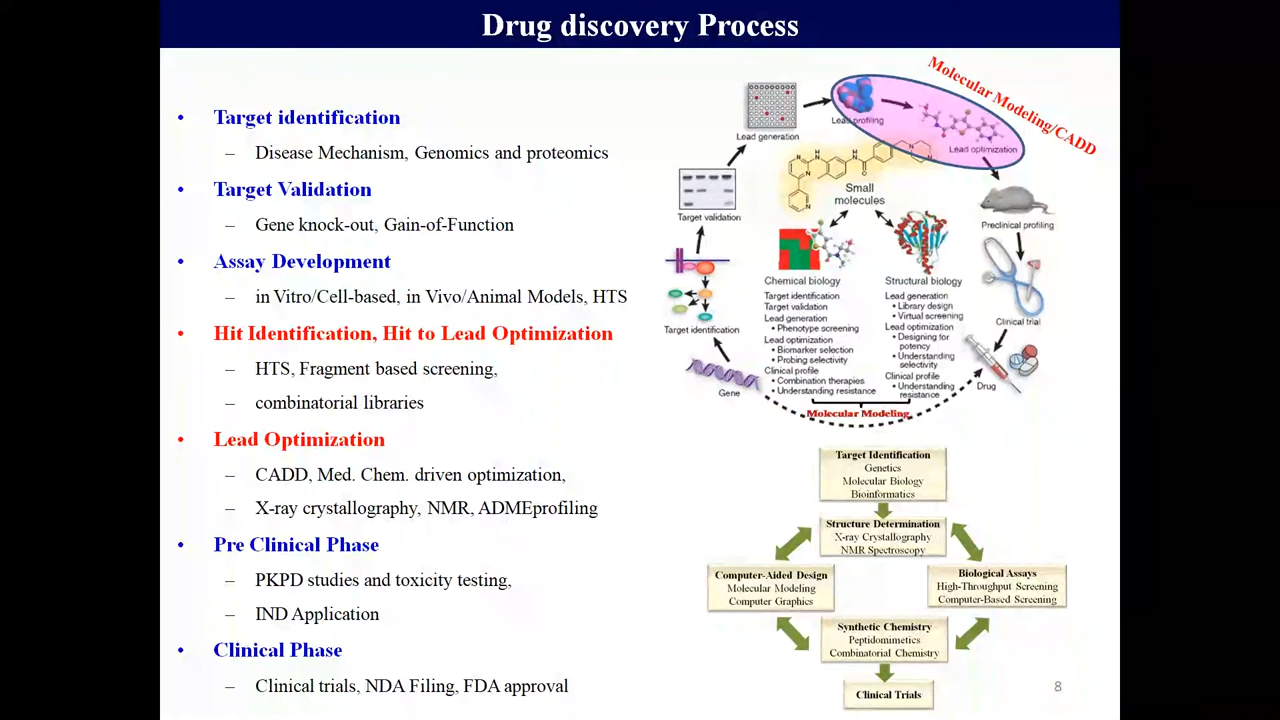 Drug discovery Process
• Target identification
– Disease Mechanism, Genomics and proteomics
• Target Validation
– Gene knock-out, Gain-of-Function
• Assay Development
– in Vitro/Cell-based, in Vivo/Animal Models, HTS
• Hit Identification, Hit to Lead Optimization
– HTS, Fragment based screening,
– combinatorial libraries
• Lead Optimization
– CADD, Med. Chem. driven optimization,
– X-ray crystallography, NMR, ADMEprofiling
• Pre Clinical Phase
– PKPD studies and toxicity testing,
– IND Application
• Clinical Phase
– Clinical trials, NDA Filing, FDA approval
Molecular Modeling/CADD
Lead generation
Lead profiling
Lead optimization
Target validation
Small
molecules
Preclinical profiling
Target identification
Clinical trial
Gene
Drug
Chemical biology
Target identification
Target validation
Lead generation
• Phenotype screening
Lead optimization
• Biomarker selection
• Probing selectivity
Clinical profile
• Combination therapies
• Understanding resistance
Structural biology
Lead generation
• Library design
• Virtual screening
Lead optimization
• Designing for
potency
• Understanding
selectivity
Clinical profile
• Understanding
resistance
Molecular Modeling
Target Identification
Genetics
Molecular Biology
Bioinformatics
Structure Determination
X-ray Crystallography
NMR Spectroscopy
Computer-Aided Design
Molecular Modeling
Computer Graphics
Biological Assays
High-Throughput Screening
Computer-Based Screening
Synthetic Chemistry
Peptidomimetics
Combinatorial Chemistry
Clinical Trials
8